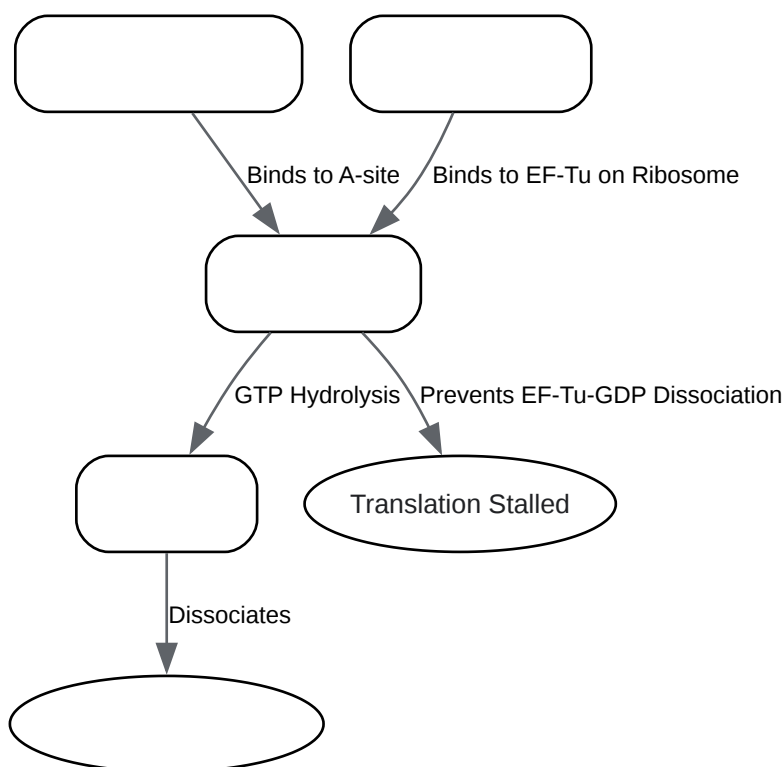 Binds to A-site
Binds to EF-Tu on Ribosome
GTP Hydrolysis
Prevents EF-Tu-GDP Dissociation
Translation Stalled
Dissociates